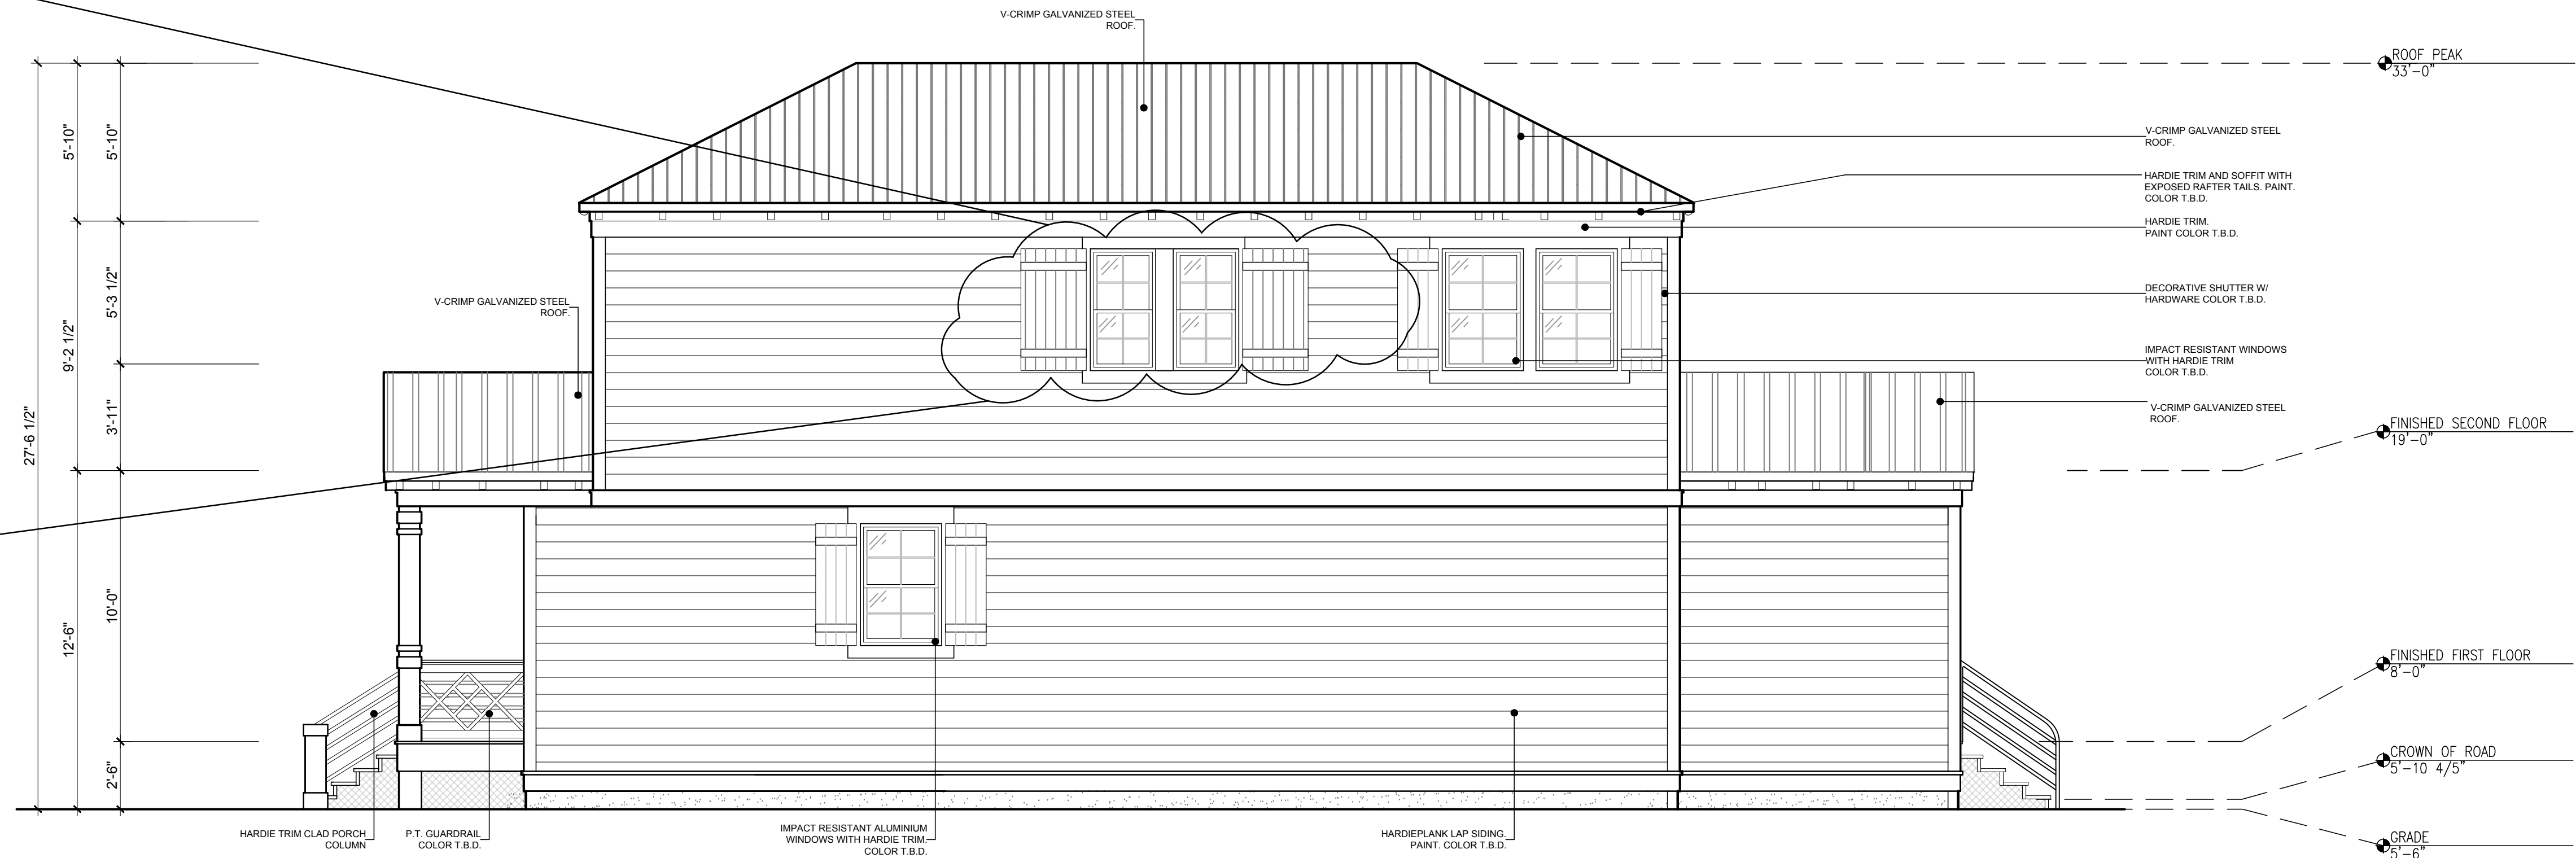 V-CRIMP GALVANIZED STEEL
ROOF.
ROOF PEAK
33'-0"
5'-10"
5'-10"
V-CRIMP GALVANIZED STEEL
ROOF.
HARDIE TRIM AND SOFFIT WITH
EXPOSED RAFTER TAILS. PAINT.
COLOR T.B.D.
HARDIE TRIM.
PAINT COLOR T.B.D.
5'-3 1/2"
9'-2 1/2"
V-CRIMP GALVANIZED STEEL
ROOF.
DECORATIVE SHUTTER W/
HARDWARE COLOR T.B.D.
IMPACT RESISTANT WINDOWS
WITH HARDIE TRIM
COLOR T.B.D.
27'-6 1/2"
3'-11"
V-CRIMP GALVANIZED STEEL
ROOF.
FINISHED SECOND FLOOR
19'-0"
10'-0"
12'-6"
FINISHED FIRST FLOOR
8'-0"
2'-6"
CROWN OF ROAD
5'-10 4/5"
HARDIE TRIM CLAD PORCH
COLUMN
P.T. GUARDRAIL
COLOR T.B.D.
IMPACT RESISTANT ALUMINIUM
WINDOWS WITH HARDIE TRIM.
COLOR T.B.D.
HARDIEPLANK LAP SIDING.
PAINT. COLOR T.B.D.
GRADE
5'-6"